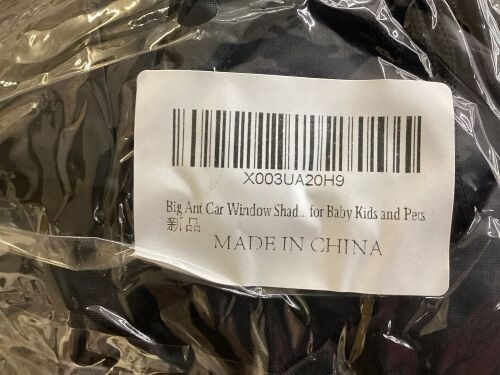 X003UA20H9
Big Ant Car Window Shad... for Baby Kids and Pets
新品
MADE IN CHINA